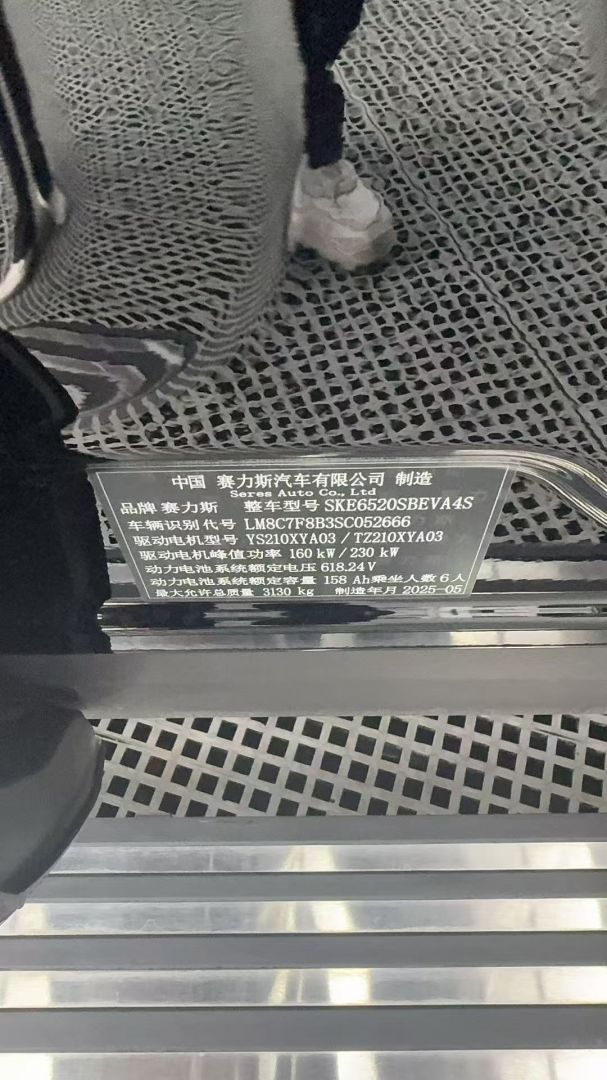 中国 赛力斯汽车有限公司 制造
Seres Auto Co., Ltd
品牌 赛力斯 整车型号 SKE6520SBEVA4S
车辆识别代号 LM8C7F8B3SC052666
驱动电机型号 YS210XYA03 / TZ210XYA03
驱动电机峰值功率 160 kW / 230 kW
动力电池系统额定电压 618.24 V
动力电池系统额定容量 158 Ah 乘坐人数 6人
最大允许总质量 3130 kg 制造年月 2025-05